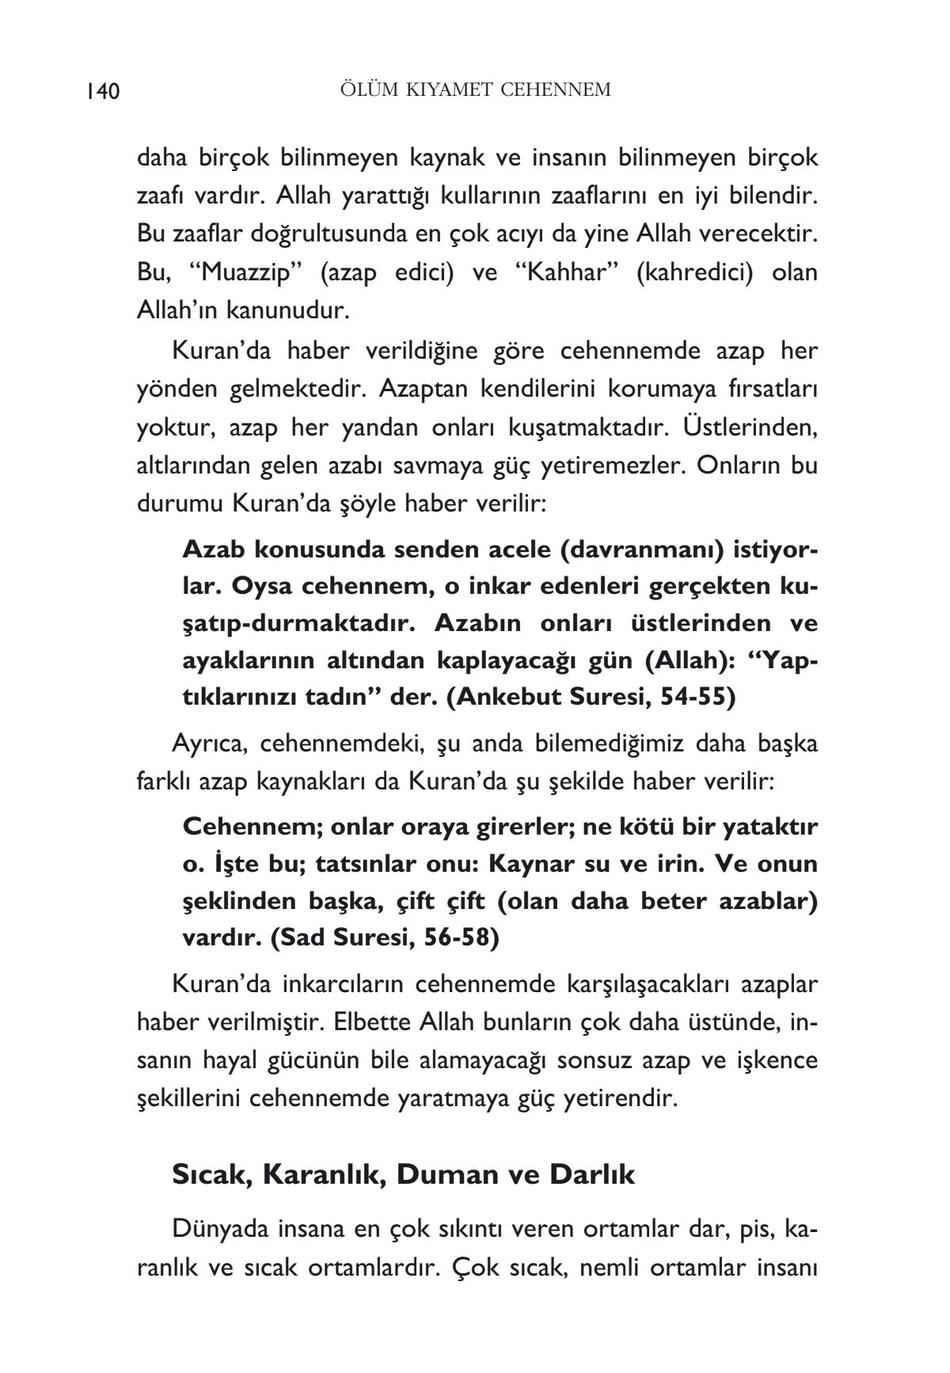 140
ÖLÜM KIYAMET CEHENNEM
daha birçok bilinmeyen kaynak ve insanın bilinmeyen birçok
zaafı vardır. Allah yarattığı kullarının zaaflarını en iyi bilendir.
Bu zaaflar doğrultusunda en çok acıyı da yine Allah verecektir.
Bu, “Muazzip” (azap edici) ve “Kahhar” (kahredici) olan
Allah’ın kanunudur.
Kuran’da haber verildiğine göre cehennemde azap her
yönden gelmektedir. Azaptan kendilerini korumaya fırsatları
yoktur, azap her yandan onları kuşatmaktadır. Üstlerinden,
altlarından gelen azabı savmaya güç yetiremezler. Onların bu
durumu Kuran’da şöyle haber verilir:
Azab konusunda senden acele (davranmanı) istiyor-
lar. Oysa cehennem, o inkar edenleri gerçekten ku-
şatıp-durmaktadır. Azabın onları üstlerinden ve
ayaklarının altından kaplayacağı gün (Allah): “Yap-
tıklarınızı tadın” der. (Ankebut Suresi, 54-55)
Ayrıca, cehennemdeki, şu anda bilemediğimiz daha başka
farklı azap kaynakları da Kuran’da şu şekilde haber verilir:
Cehennem; onlar oraya girerler; ne kötü bir yataktır
o. İşte bu; tatsınlar onu: Kaynar su ve irin. Ve onun
şeklinden başka, çift çift (olan daha beter azablar)
vardır. (Sad Suresi, 56-58)
Kuran’da inkarcıların cehennemde karşılaşacakları azaplar
haber verilmiştir. Elbette Allah bunların çok daha üstünde, in-
sanın hayal gücünün bile alamayacağı sonsuz azap ve işkence
şekillerini cehennemde yaratmaya güç yetirendir.
Sıcak, Karanlık, Duman ve Darlık
Dünyada insana en çok sıkıntı veren ortamlar dar, pis, ka-
ranlık ve sıcak ortamlardır. Çok sıcak, nemli ortamlar insanı